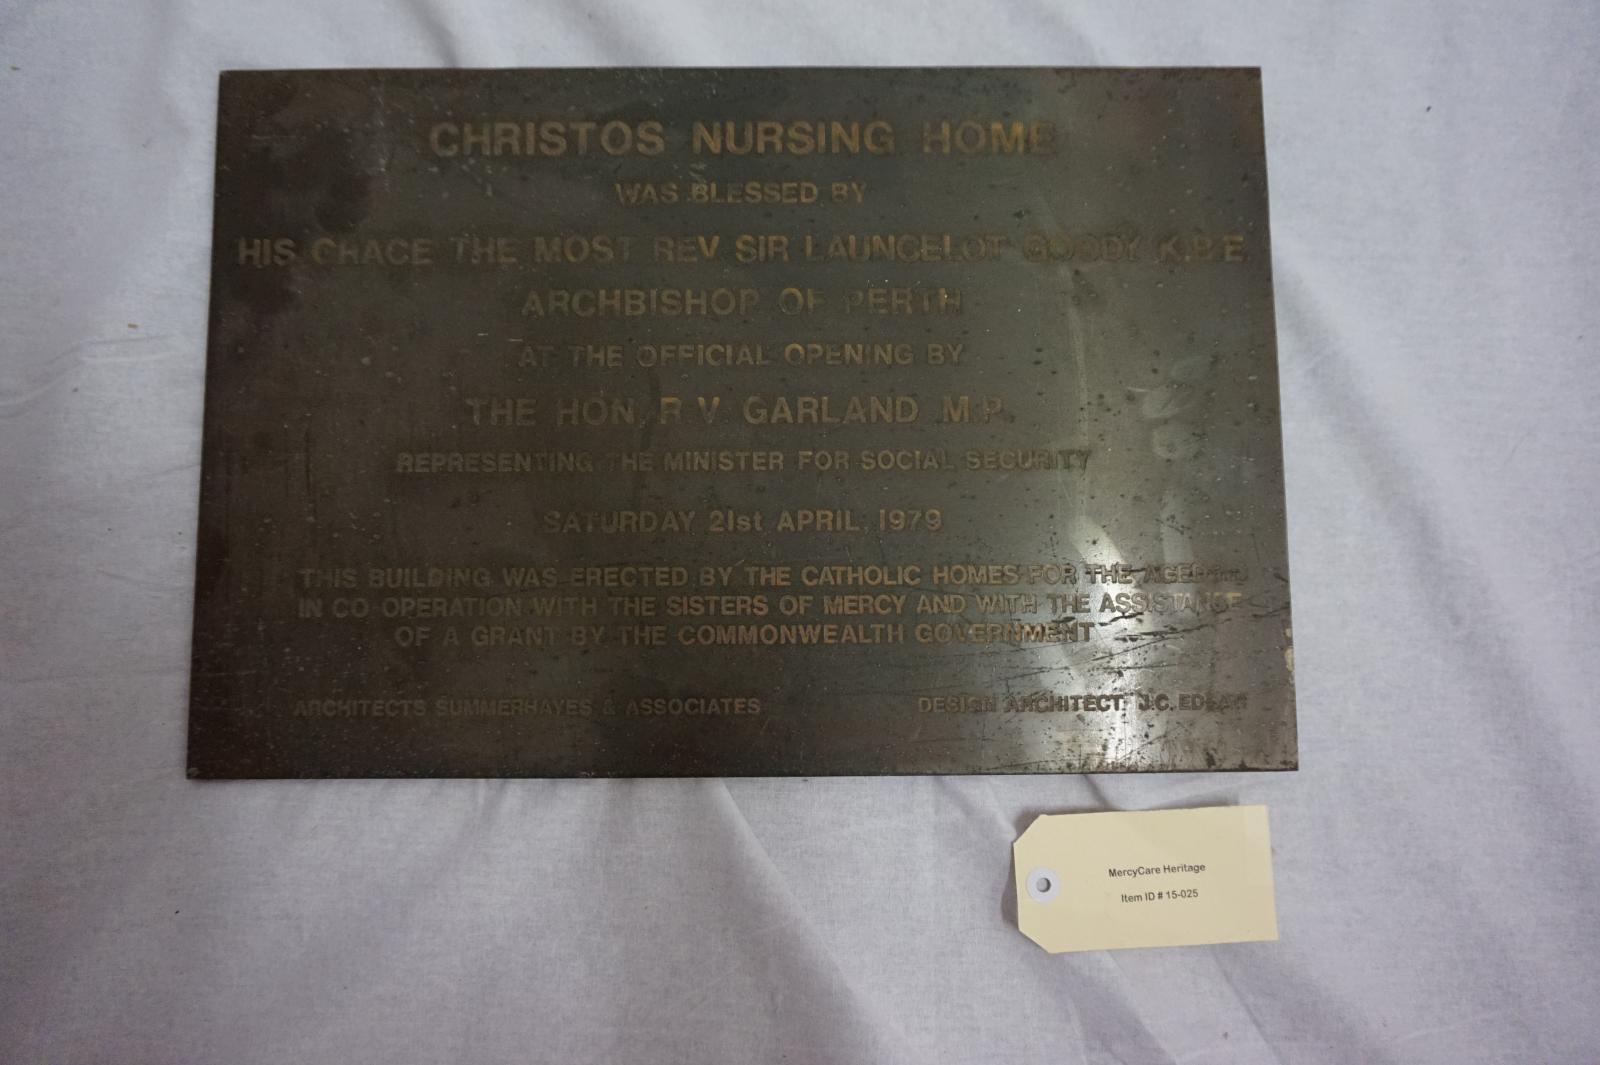 CHRISTOS NURSING HOME
WAS BLESSED BY
HIS GRACE THE MOST REV SIR LAUNCELOT GOODY K.B.E.
ARCHBISHOP OF PERTH
AT THE OFFICIAL OPENING BY
THE HON. R.V. GARLAND M.P.
REPRESENTING THE MINISTER FOR SOCIAL SECURITY
SATURDAY 21st APRIL, 1979
THIS BUILDING WAS ERECTED BY THE CATHOLIC HOMES FOR THE AGED
IN CO-OPERATION WITH THE SISTERS OF MERCY AND WITH THE ASSISTANCE
OF A GRANT BY THE COMMONWEALTH GOVERNMENT
ARCHITECTS SUMMERHAYES & ASSOCIATES
DESIGN ARCHITECT: J.C.
MercyCare Heritage
Item ID # 15-025